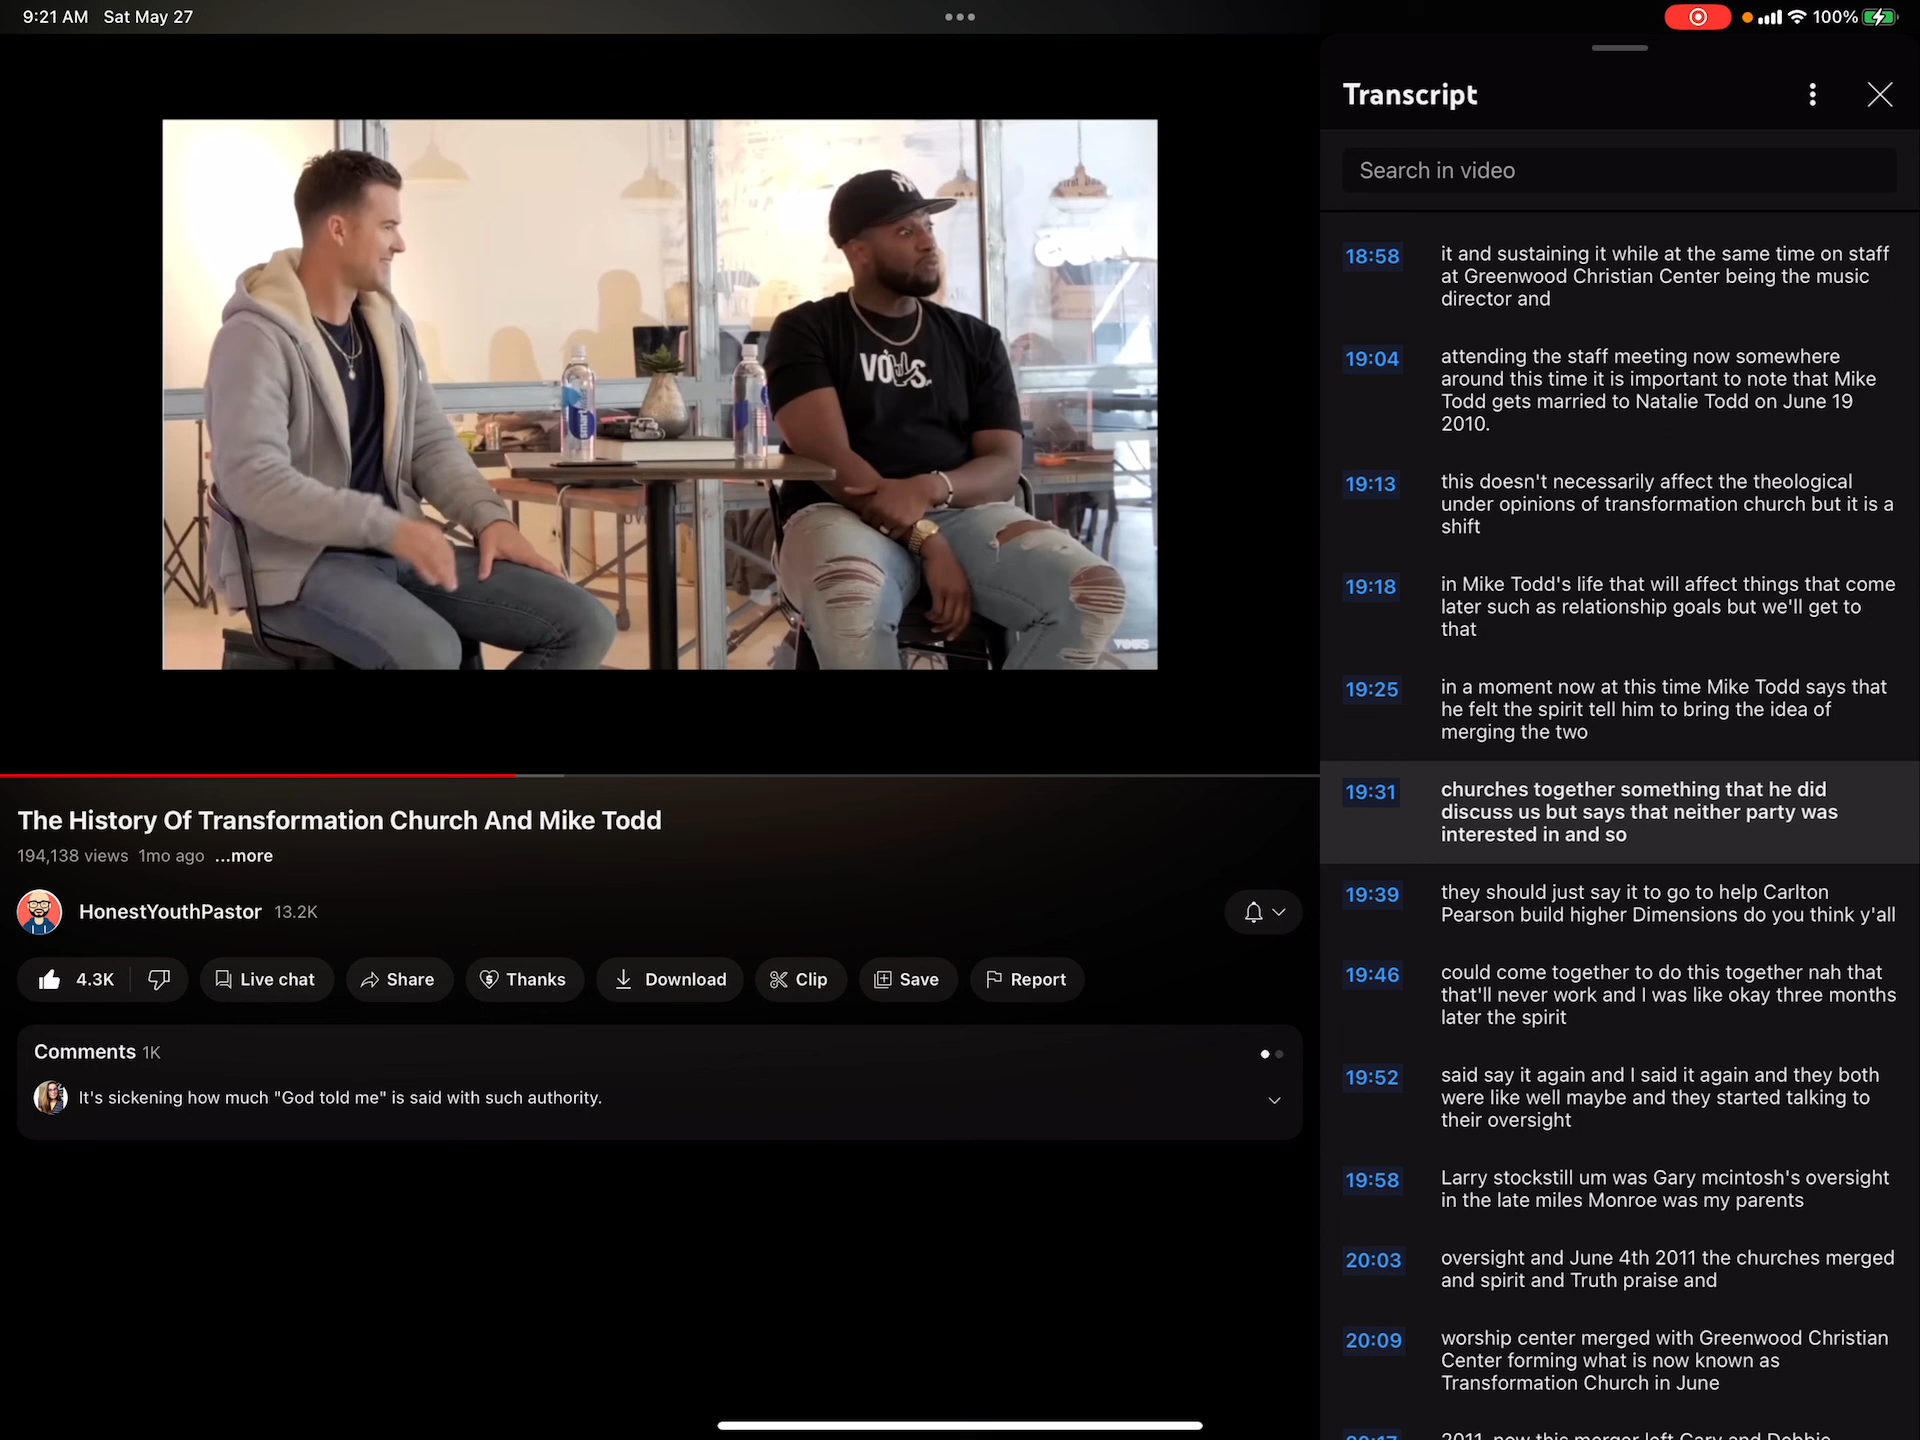 9:21 AM Sat May 27
100%
Transcript
Search in video
VOUS
18:58
it and sustaining it while at the same time on staff
at Greenwood Christian Center being the music
director and
19:04
attending the staff meeting now somewhere
around this time it is important to note that Mike
Todd gets married to Natalie Todd on June 19
2010.
19:13
this doesn't necessarily affect the theological
under opinions of transformation church but it is a
shift
19:18
in Mike Todd's life that will affect things that come
later such as relationship goals but we'll get to
that
19:25
in a moment now at this time Mike Todd says that
he felt the spirit tell him to bring the idea of
merging the two
19:31
churches together something that he did
discuss us but says that neither party was
interested in and so
19:39
they should just say it to go to help Carlton
Pearson build higher Dimensions do you think y'all
19:46
could come together to do this together nah that
that'll never work and I was like okay three months
later the spirit
19:52
said say it again and I said it again and they both
were like well maybe and they started talking to
their oversight
19:58
Larry stockstill um was Gary mcintosh's oversight
in the late miles Monroe was my parents
20:03
oversight and June 4th 2011 the churches merged
and spirit and Truth praise and
20:09
worship center merged with Greenwood Christian
Center forming what is now known as
Transformation Church in June
20:17
2011. now this merger left Gary and Debbie
The History Of Transformation Church And Mike Todd
194,138 views 1mo ago ...more
HonestYouthPastor 13.2K
4.3K Live chat Share Thanks Download Clip Save Report
Comments 1K
It's sickening how much "God told me" is said with such authority.